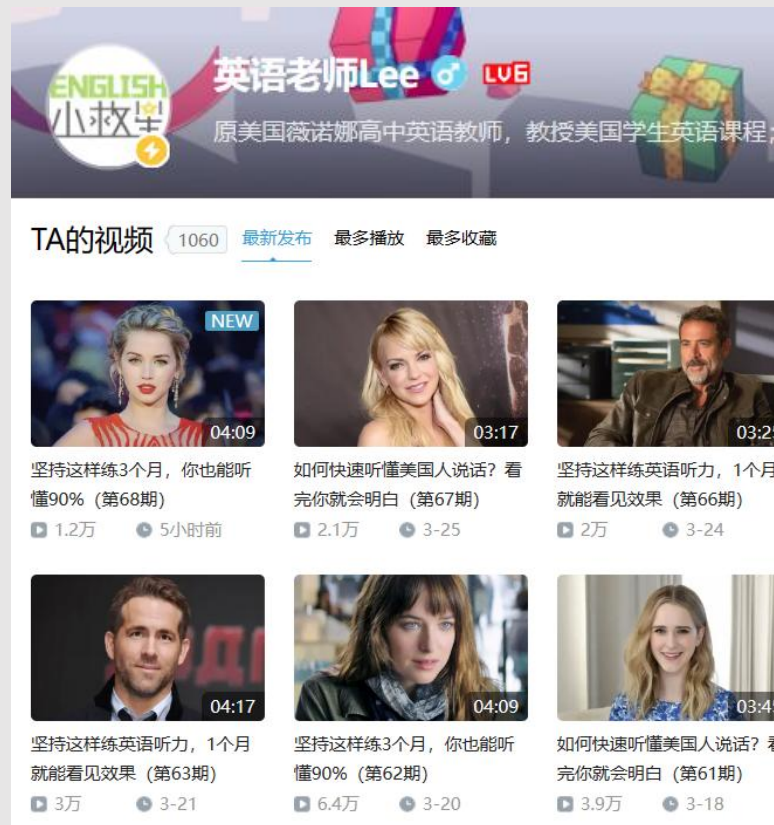 ENGLISH
小救星
英语老师Lee LV6
原美国薇诺娜高中英语教师，教授美国学生英语课程，
TA的视频 1060 最新发布 最多播放 最多收藏
NEW
04:09 03:17 03:25
坚持这样练3个月，你也能听
懂90%（第68期）
1.2万 5小时前
如何快速听懂美国人说话？看
完你就会明白（第67期）
2.1万 3-25
坚持这样练英语听力，1个月
就能看见效果（第66期）
2万 3-24
04:17 04:09 03:45
坚持这样练英语听力，1个月
就能看见效果（第63期）
3万 3-21
坚持这样练3个月，你也能听
懂90%（第62期）
6.4万 3-20
如何快速听懂美国人说话？看
完你就会明白（第61期）
3.9万 3-18